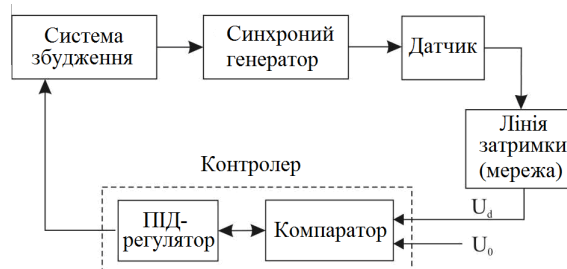 Система
збудження
Синхроний
генератор
Датчик
Лінія
затримки
(мережа)
Контролер
ПІД-
регулятор
Компаратор
U_d
U_0